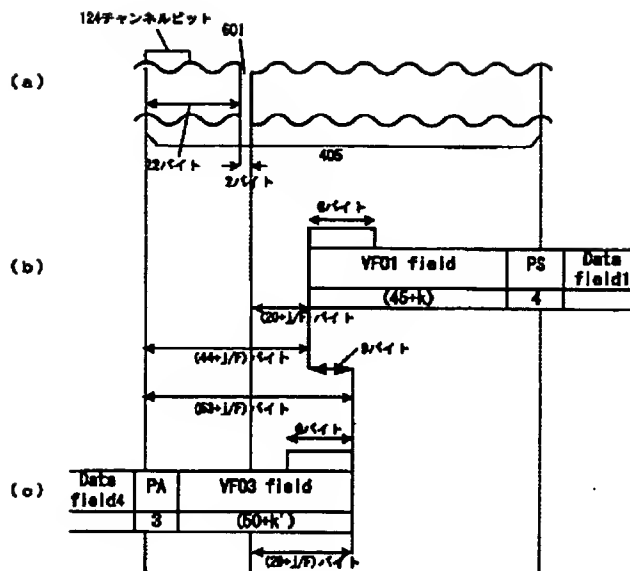 124チャンネルビット
601
(a)
22バイト
405
2バイト
6バイト
(b)
VFO1 field
PS
Data field1
(45+k)
4
(20+j/F)バイト
(44+j/F)バイト
9バイト
(53+j/F)バイト
6バイト
(c)
Data field4
PA
VFO3 field
3
(50+k')
(29+j/F)バイト